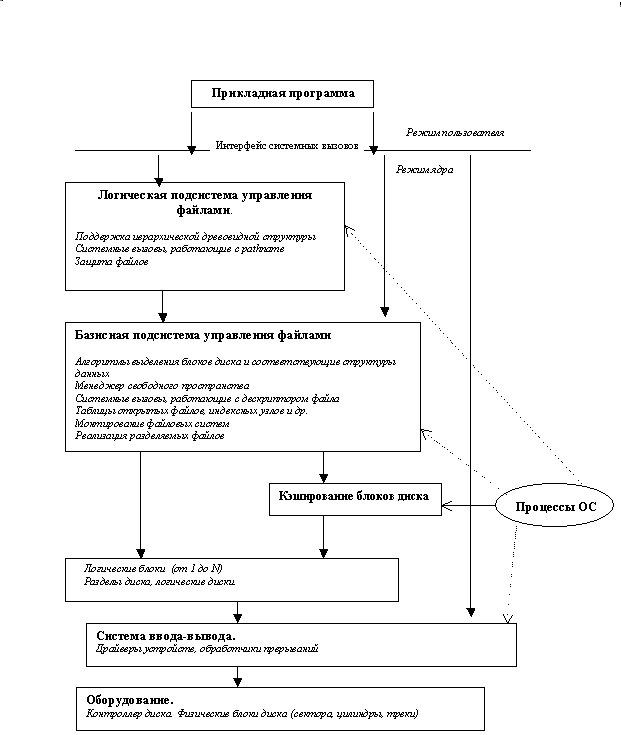 Прикладная программа
Режим пользователя
Интерфейс системных вызовов
Режим ядра
Логическая подсистема управления
файлами.
Поддержка иерархической древовидной структуры
Системные вызовы, работающие с pathname
Защита файлов
Базисная подсистема управления файлами
Алгоритмы выделения блоков диска и соответствующие структуры
данных
Менеджер свободного пространства
Системные вызовы, работающие с дескриптором файла
Таблицы открытых файлов, индексных узлов и др.
Монтирование файловых систем
Реализация разделяемых файлов
Кэширование блоков диска
Процессы ОС
Логические блоки (от 1 до N)
Разделы диска, логические диски.
Система ввода-вывода.
Драйверы устройств, обработчики прерываний
Оборудование.
Контроллер диска. Физические блоки диска (сектора, цилиндры, треки)